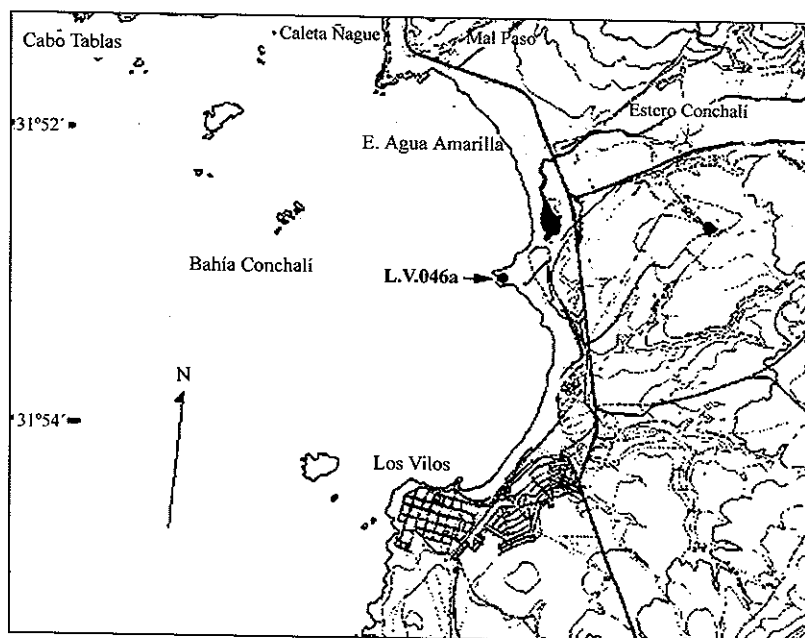 Cabo Tablas
Caleta Ñague
Mal Paso
31°52´
Estero Conchalí
E. Agua Amarilla
Bahía Conchalí
L.V.046a
N
31°54´
Los Vilos